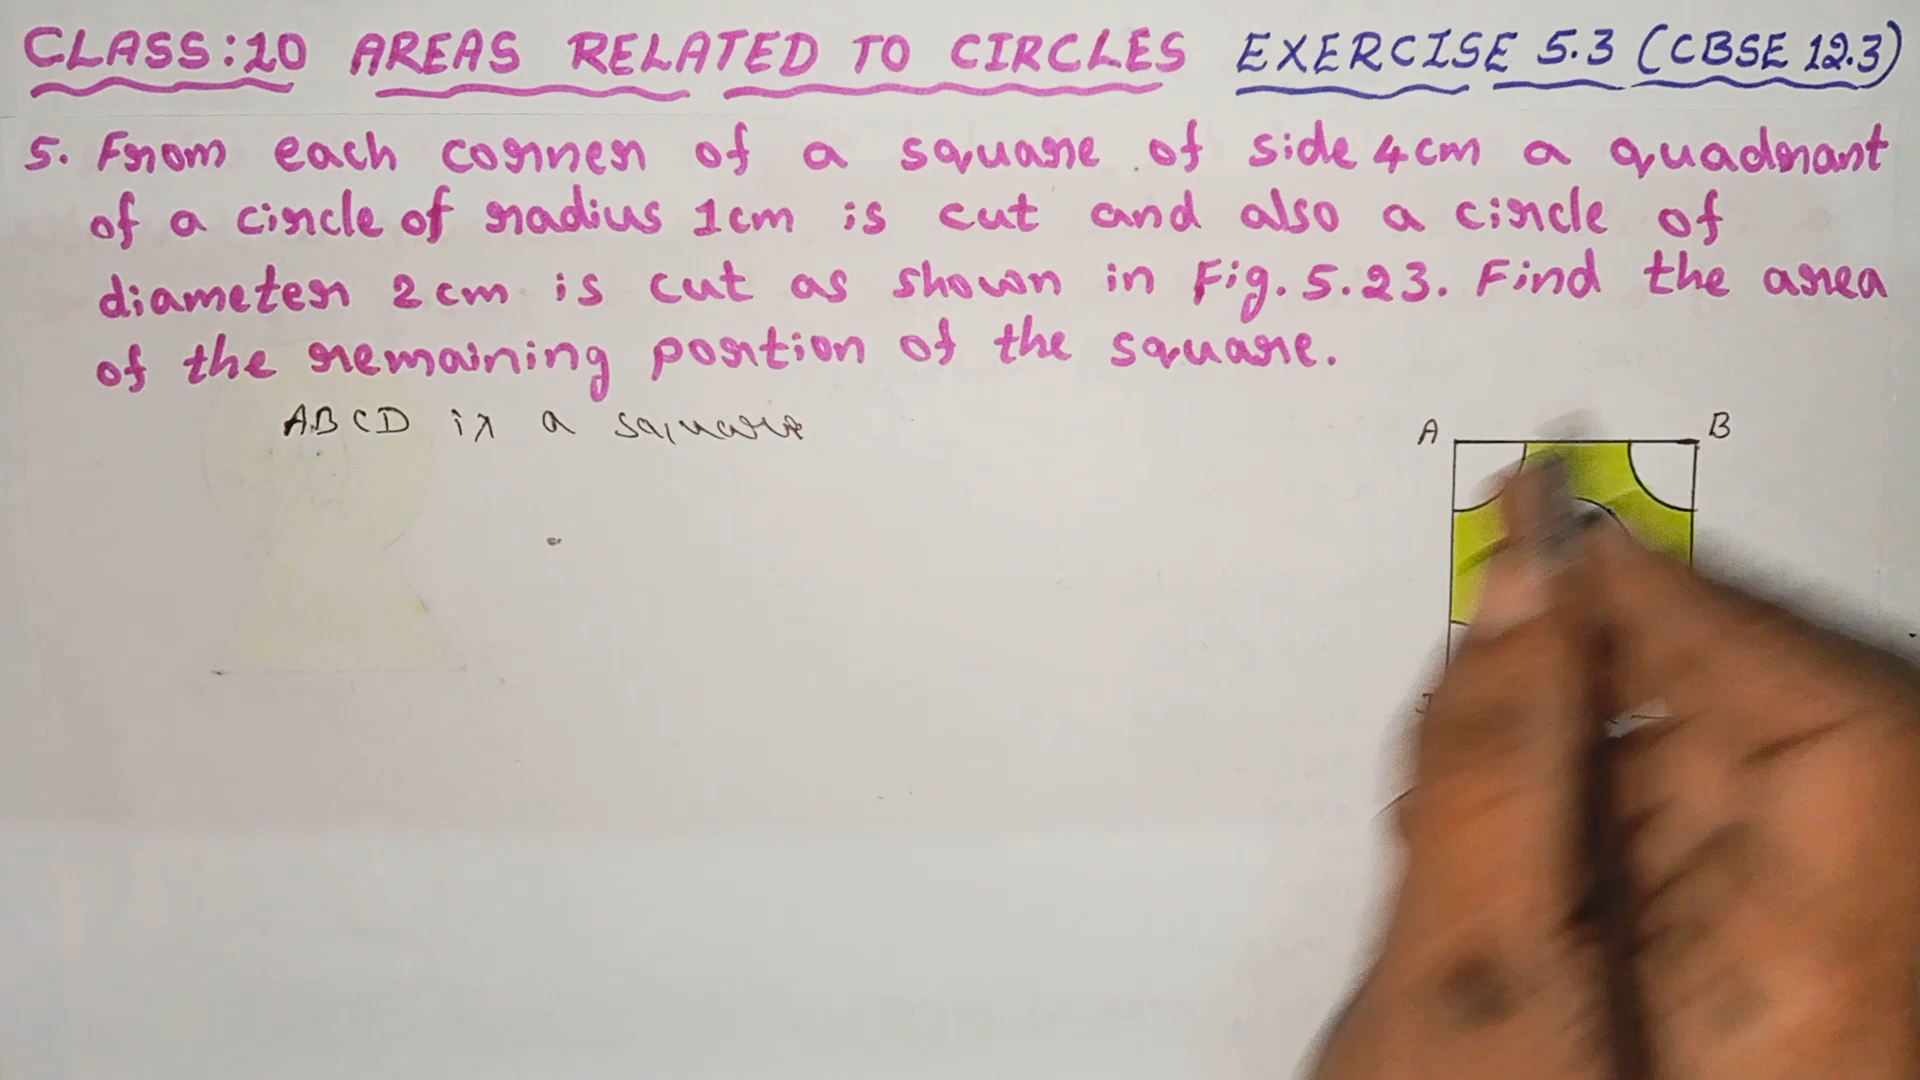 CLASS:10 AREAS RELATED TO CIRCLES EXERCISE 5.3 (CBSE 12.3)
5. From each corner of a square of side 4cm a quadrant
of a circle of radius 1cm is cut and also a circle of
diameter 2cm is cut as shown in Fig. 5.23. Find the area
of the remaining portion of the square.
ABCD is a square
A B